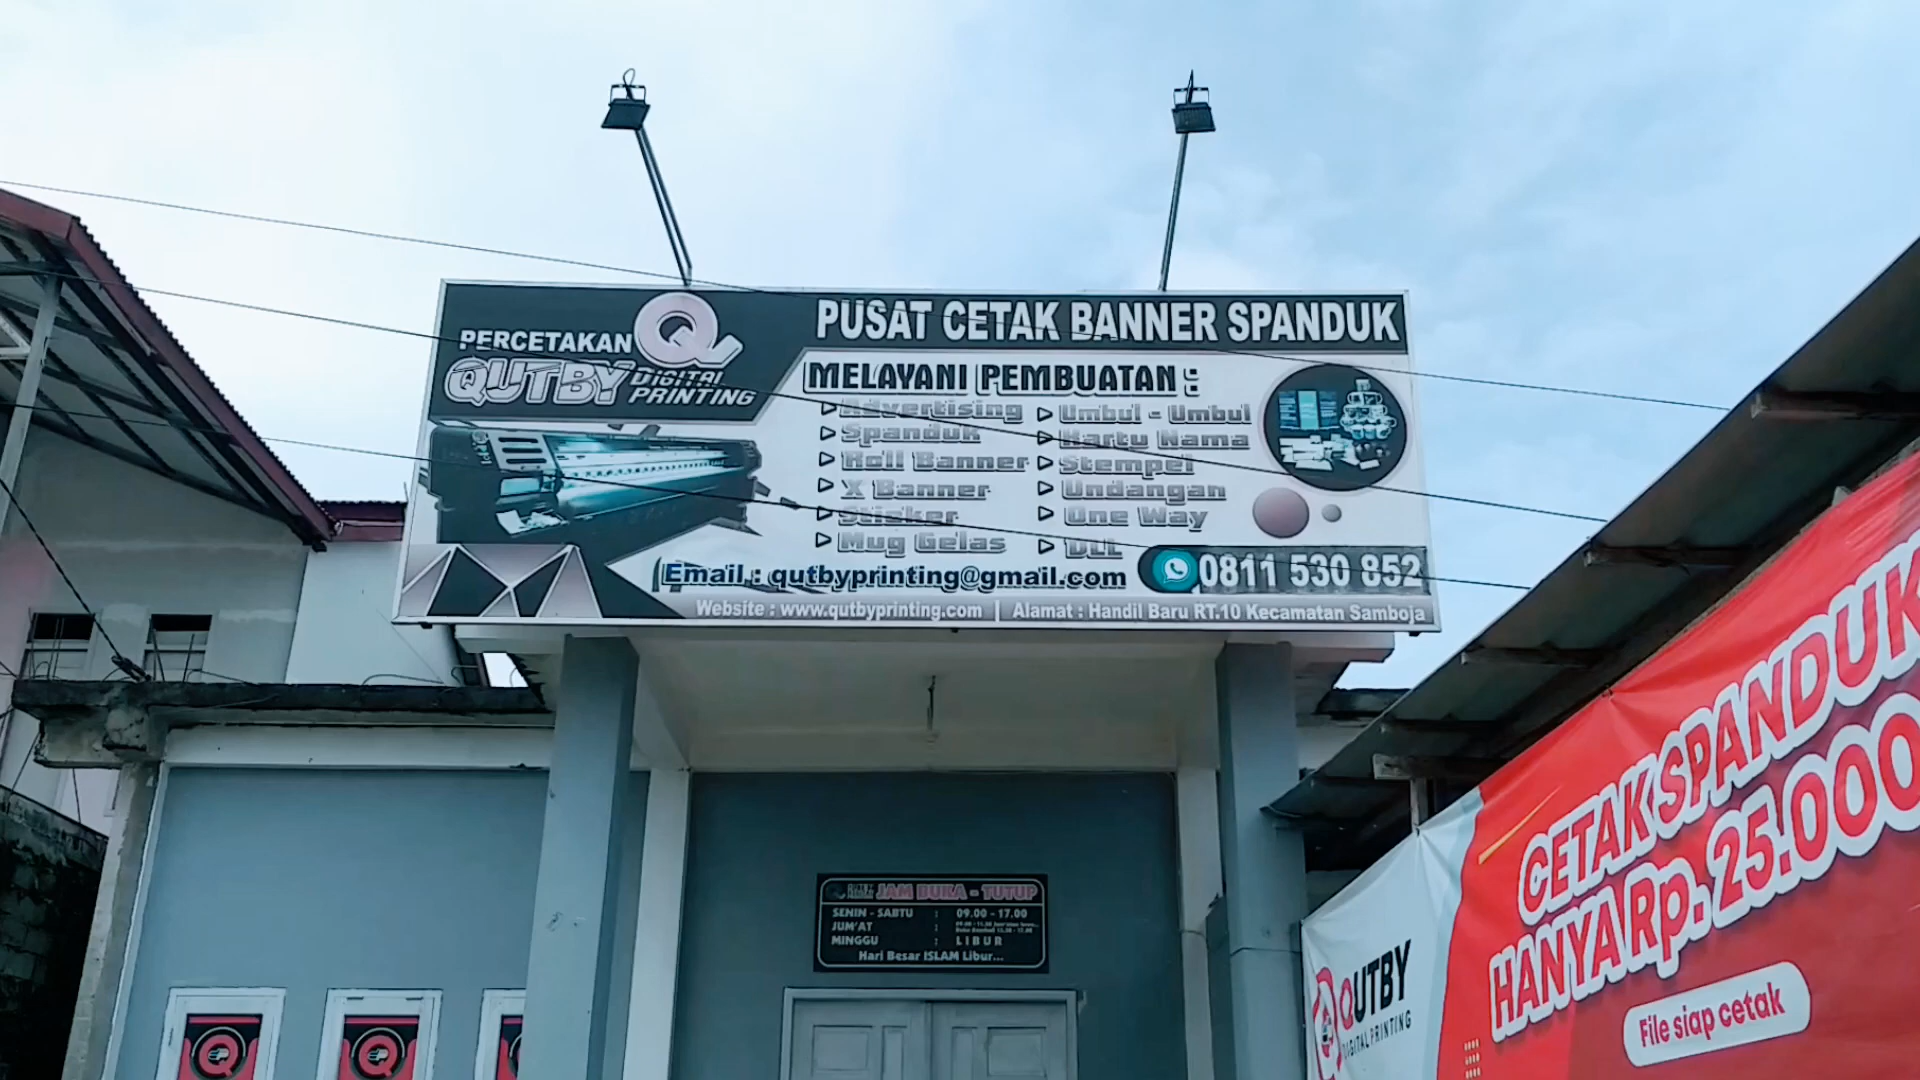 PERCETAKAN
QUTBY DIGITAL PRINTING
PUSAT CETAK BANNER SPANDUK
MELAYANI PEMBUATAN :
Advertising
Spanduk
Roll Banner
X Banner
Sticker
Mug Gelas
Umbul - Umbul
Kartu Nama
Stempel
Undangan
One Way
DLL
Email : qutbyprinting@gmail.com
0811 530 852
Website : www.qutbyprinting.com | Alamat : Handil Baru RT.10 Kecamatan Samboja
JAM BUKA - TUTUP
SENIN - SABTU : 09.00 - 17.00
JUM'AT :
MINGGU : LIBUR
Hari Besar ISLAM Libur...
CETAK SPANDUK
HANYA Rp. 25.000
File siap cetak
QUTBY
DIGITAL PRINTING